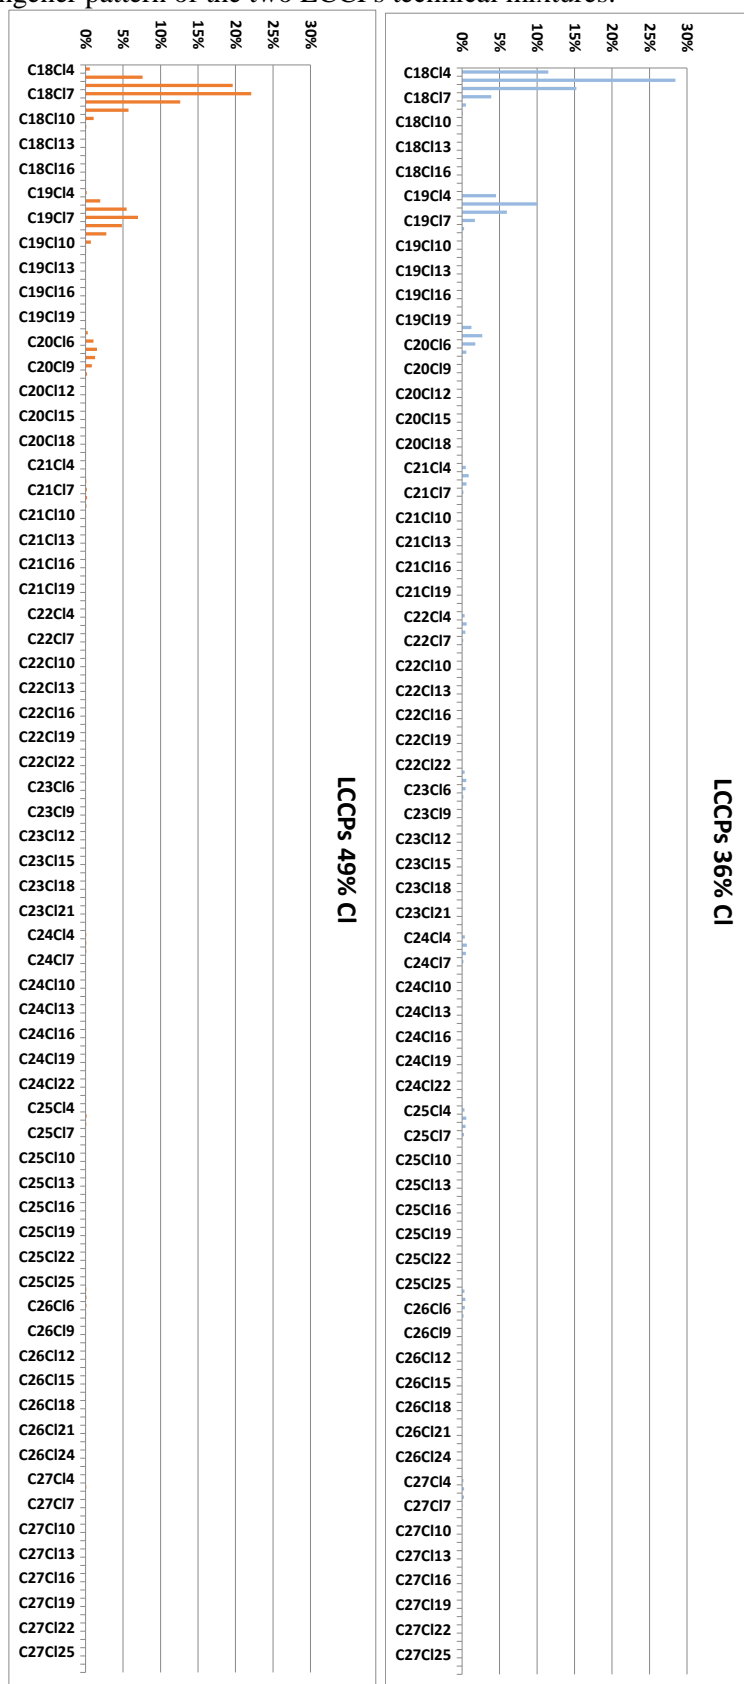 ngener pattern of the two LCCPs technical mixtures.
0% 5% 10% 15% 20% 25% 30%
C18Cl4
C18Cl7
C18Cl10
C18Cl13
C18Cl16
C19Cl4
C19Cl7
C19Cl10
C19Cl13
C19Cl16
C19Cl19
C20Cl6
C20Cl9
C20Cl12
C20Cl15
C20Cl18
C21Cl4
C21Cl7
C21Cl10
C21Cl13
C21Cl16
C21Cl19
C22Cl4
C22Cl7
C22Cl10
C22Cl13
C22Cl16
C22Cl19
C22Cl22
C23Cl6
C23Cl9
C23Cl12
C23Cl15
C23Cl18
C23Cl21
C24Cl4
C24Cl7
C24Cl10
C24Cl13
C24Cl16
C24Cl19
C24Cl22
C25Cl4
C25Cl7
C25Cl10
C25Cl13
C25Cl16
C25Cl19
C25Cl22
C25Cl25
C26Cl6
C26Cl9
C26Cl12
C26Cl15
C26Cl18
C26Cl21
C26Cl24
C27Cl4
C27Cl7
C27Cl10
C27Cl13
C27Cl16
C27Cl19
C27Cl22
C27Cl25
LCCPs 49% Cl
0% 5% 10% 15% 20% 25% 30%
C18Cl4
C18Cl7
C18Cl10
C18Cl13
C18Cl16
C19Cl4
C19Cl7
C19Cl10
C19Cl13
C19Cl16
C19Cl19
C20Cl6
C20Cl9
C20Cl12
C20Cl15
C20Cl18
C21Cl4
C21Cl7
C21Cl10
C21Cl13
C21Cl16
C21Cl19
C22Cl4
C22Cl7
C22Cl10
C22Cl13
C22Cl16
C22Cl19
C22Cl22
C23Cl6
C23Cl9
C23Cl12
C23Cl15
C23Cl18
C23Cl21
C24Cl4
C24Cl7
C24Cl10
C24Cl13
C24Cl16
C24Cl19
C24Cl22
C25Cl4
C25Cl7
C25Cl10
C25Cl13
C25Cl16
C25Cl19
C25Cl22
C25Cl25
C26Cl6
C26Cl9
C26Cl12
C26Cl15
C26Cl18
C26Cl21
C26Cl24
C27Cl4
C27Cl7
C27Cl10
C27Cl13
C27Cl16
C27Cl19
C27Cl22
C27Cl25
LCCPs 36% Cl